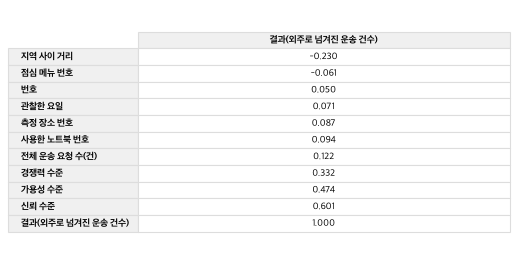 결과(외주로 넘겨진 운송 건수)
지역 사이 거리 -0.230
점심 메뉴 번호 -0.061
번호 0.050
관찰한 요일 0.071
측정 장소 번호 0.087
사용한 노트북 번호 0.094
전체 운송 요청 수(건) 0.122
경쟁력 수준 0.332
가용성 수준 0.474
신뢰 수준 0.601
결과(외주로 넘겨진 운송 건수) 1.000